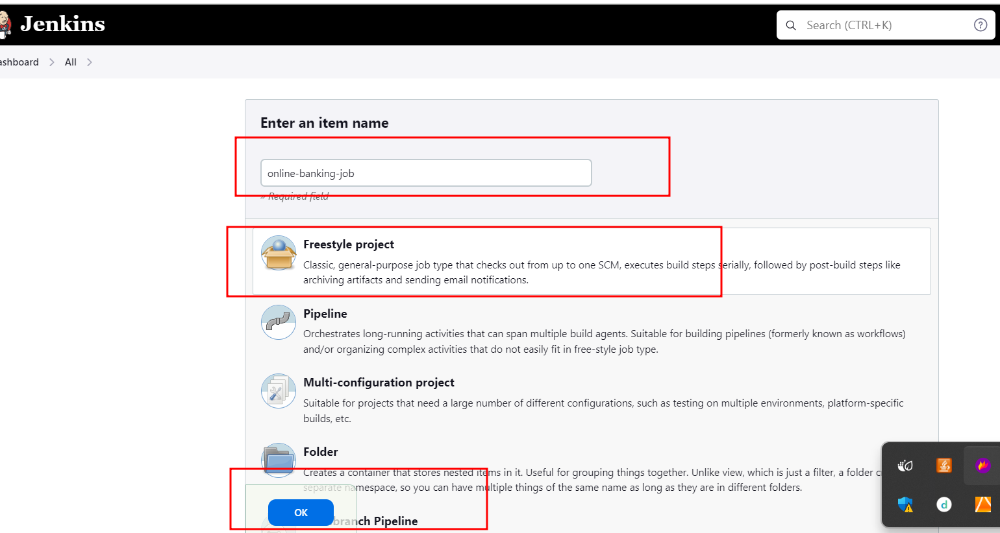 Jenkins
Search (CTRL+K)
ashboard
All
Enter an item name
online-banking-job
» Required field
Freestyle project
Classic, general-purpose job type that checks out from up to one SCM, executes build steps serially, followed by post-build steps like
archiving artifacts and sending email notifications.
Pipeline
Orchestrates long-running activities that can span multiple build agents. Suitable for building pipelines (formerly known as workflows)
and/or organizing complex activities that do not easily fit in free-style job type.
Multi-configuration project
Suitable for projects that need a large number of different configurations, such as testing on multiple environments, platform-specific
builds, etc.
Folder
Creates a container that stores nested items in it. Useful for grouping things together. Unlike view, which is just a filter, a folder c
separate namespace, so you can have multiple things of the same name as long as they are in different folders.
OK
branch Pipeline